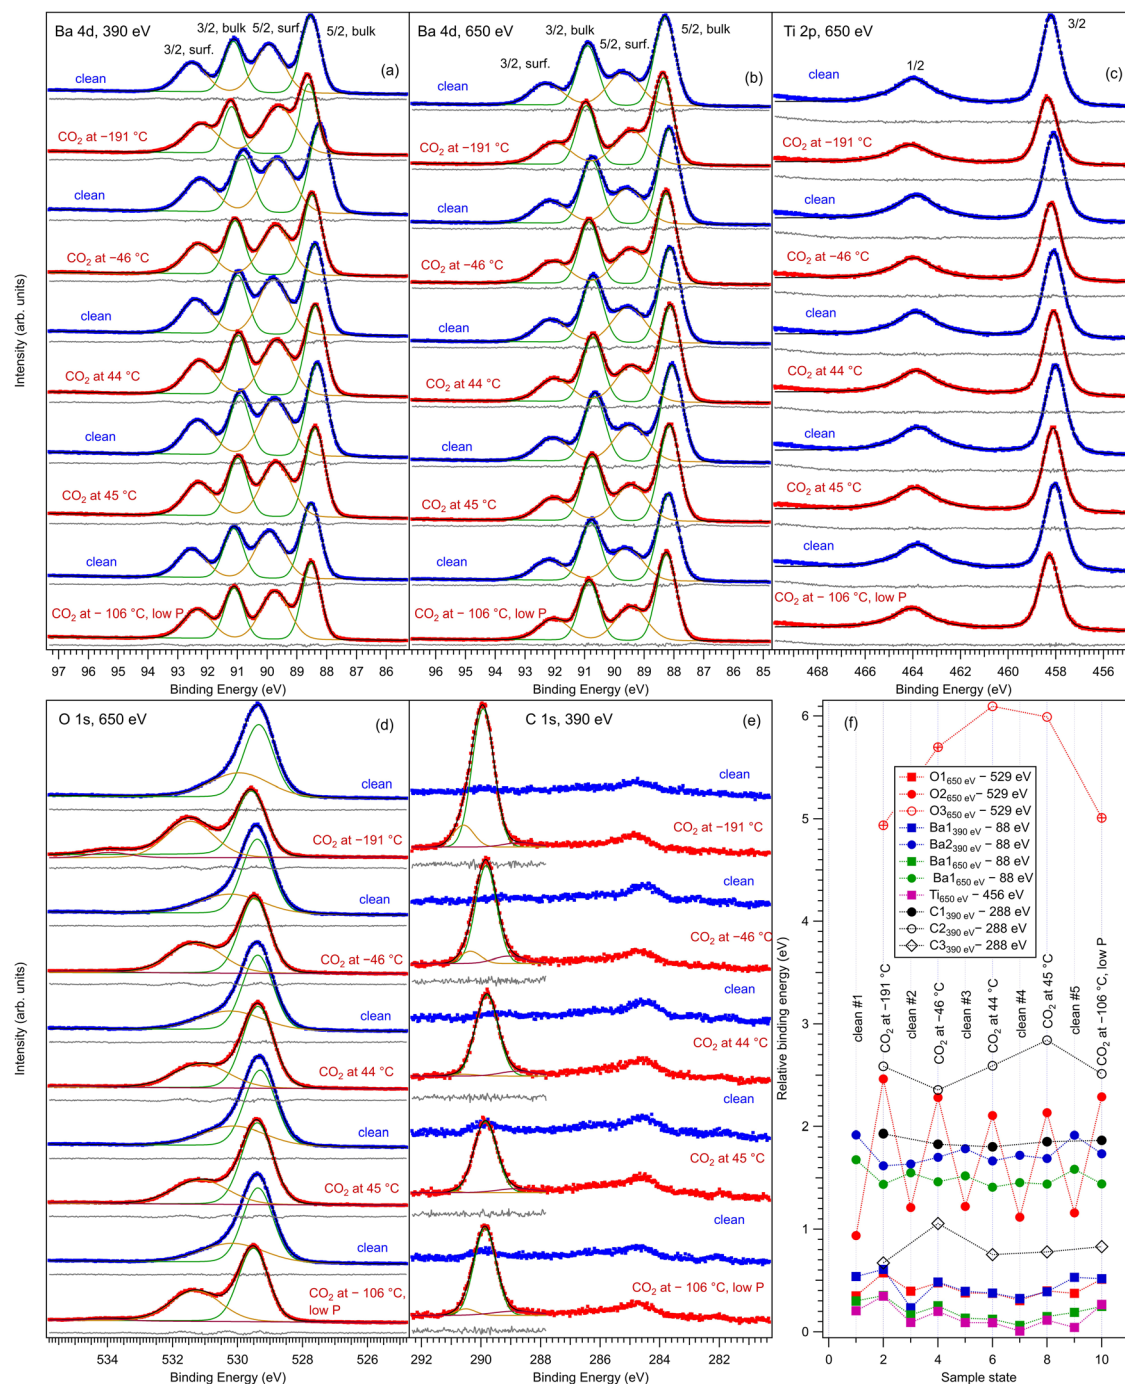 Ba 4d, 390 eV
3/2, bulk
5/2, surf.
3/2, surf.
5/2, bulk
(a)
clean
CO₂ at −191 °C
clean
CO₂ at −46 °C
clean
CO₂ at 44 °C
clean
CO₂ at 45 °C
clean
CO₂ at − 106 °C, low P
97 96 95 94 93 92 91 90 89 88 87 86
Binding Energy (eV)
Intensity (arb. units)
Ba 4d, 650 eV
3/2, bulk
5/2, surf.
3/2, surf.
5/2, bulk
(b)
clean
CO₂ at −191 °C
clean
CO₂ at −46 °C
clean
CO₂ at 44 °C
clean
CO₂ at 45 °C
clean
CO₂ at − 106 °C, low P
96 95 94 93 92 91 90 89 88 87 86 85
Binding Energy (eV)
Ti 2p, 650 eV
3/2
1/2
(c)
clean
CO₂ at −191 °C
clean
CO₂ at −46 °C
clean
CO₂ at 44 °C
clean
CO₂ at 45 °C
clean
CO₂ at − 106 °C, low P
468 466 464 462 460 458 456
Binding Energy (eV)
O 1s, 650 eV
(d)
clean
CO₂ at −191 °C
clean
CO₂ at −46 °C
clean
CO₂ at 44 °C
clean
CO₂ at 45 °C
clean
CO₂ at − 106 °C,
low P
534 532 530 528 526
Binding Energy (eV)
Intensity (arb. units)
C 1s, 390 eV
(e)
clean
CO₂ at −191 °C
clean
CO₂ at −46 °C
clean
CO₂ at 44 °C
clean
CO₂ at 45 °C
clean
CO₂ at − 106 °C, low P
292 290 288 286 284 282
Binding Energy (eV)
(f)
O1₆₅₀ ₑV − 529 eV
O2₆₅₀ ₑV − 529 eV
O3₆₅₀ ₑV − 529 eV
Ba1₃₉₀ ₑV − 88 eV
Ba2₃₉₀ ₑV − 88 eV
Ba1₆₅₀ ₑV − 88 eV
Ba1₆₅₀ ₑV − 88 eV
Ti₆₅₀ ₑV − 456 eV
C1₃₉₀ ₑV − 288 eV
C2₃₉₀ ₑV − 288 eV
C3₃₉₀ ₑV − 288 eV
clean #1
CO₂ at −191 °C
clean #2
CO₂ at −46 °C
clean #3
CO₂ at 44 °C
clean #4
CO₂ at 45 °C
clean #5
CO₂ at −106 °C, low P
Relative binding energy (eV)
6
5
4
3
2
1
0
0 2 4 6 8 10
Sample state